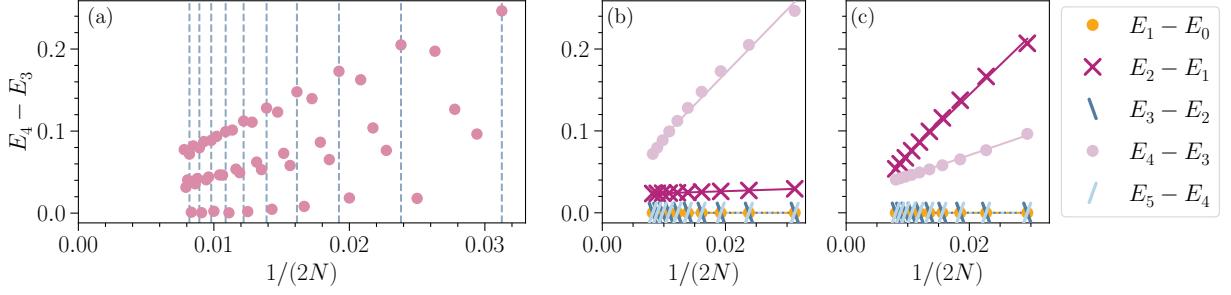 (a)
E₄ − E₃
0.2
0.1
0.0
0.00
0.01
0.02
0.03
1/(2N)
(b)
0.2
0.1
0.0
0.00
0.02
1/(2N)
(c)
0.2
0.1
0.0
0.00
0.02
1/(2N)
E₁ − E₀
E₂ − E₁
E₃ − E₂
E₄ − E₃
E₅ − E₄